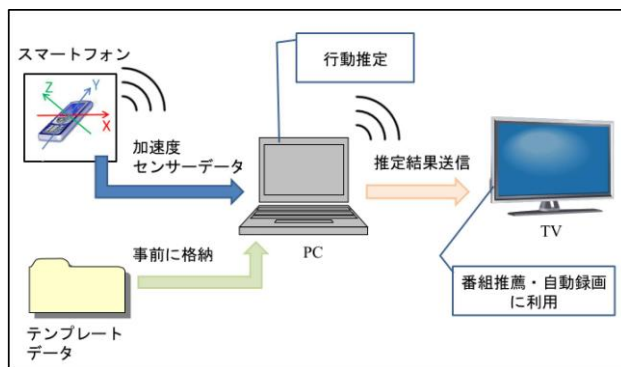 スマートフォン
Z
Y
X
行動推定
加速度
センサーデータ
推定結果送信
PC
TV
事前に格納
テンプレート
データ
番組推薦・自動録画
に利用